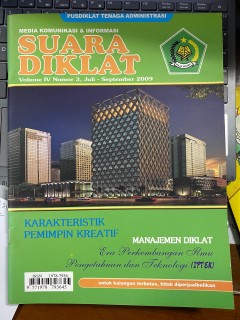 PUSDIKLAT TENAGA ADMINISTRASI
MEDIA KOMUNIKASI & INFORMASI
SUARA
DIKLAT
Volume IV Nomor 3, Juli - September 2009
KARAKTERISTIK
PEMIMPIN KREATIF
MANAJEMEN DIKLAT
Era Perkembangan Ilmu
Pengetahuan dan Teknologi (IPTEK)
untuk kalangan terbatas, tidak diperjualbelikan